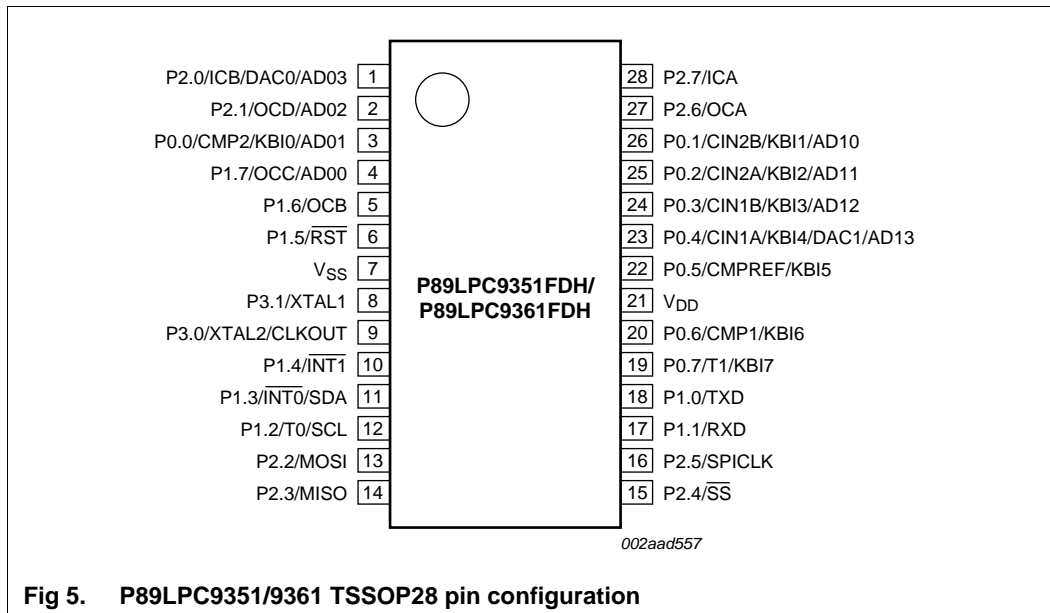 P2.0/ICB/DAC0/AD03 1
P2.1/OCD/AD02 2
P0.0/CMP2/KBI0/AD01 3
P1.7/OCC/AD00 4
P1.6/OCB 5
P1.5/R̅S̅T̅ 6
VSS 7
P3.1/XTAL1 8
P3.0/XTAL2/CLKOUT 9
P1.4/I̅N̅T̅1̅ 10
P1.3/I̅N̅T̅0̅/SDA 11
P1.2/T0/SCL 12
P2.2/MOSI 13
P2.3/MISO 14
P89LPC9351FDH/
P89LPC9361FDH
28 P2.7/ICA
27 P2.6/OCA
26 P0.1/CIN2B/KBI1/AD10
25 P0.2/CIN2A/KBI2/AD11
24 P0.3/CIN1B/KBI3/AD12
23 P0.4/CIN1A/KBI4/DAC1/AD13
22 P0.5/CMPREF/KBI5
21 VDD
20 P0.6/CMP1/KBI6
19 P0.7/T1/KBI7
18 P1.0/TXD
17 P1.1/RXD
16 P2.5/SPICLK
15 P2.4/S̅S̅
002aad557
Fig 5. P89LPC9351/9361 TSSOP28 pin configuration